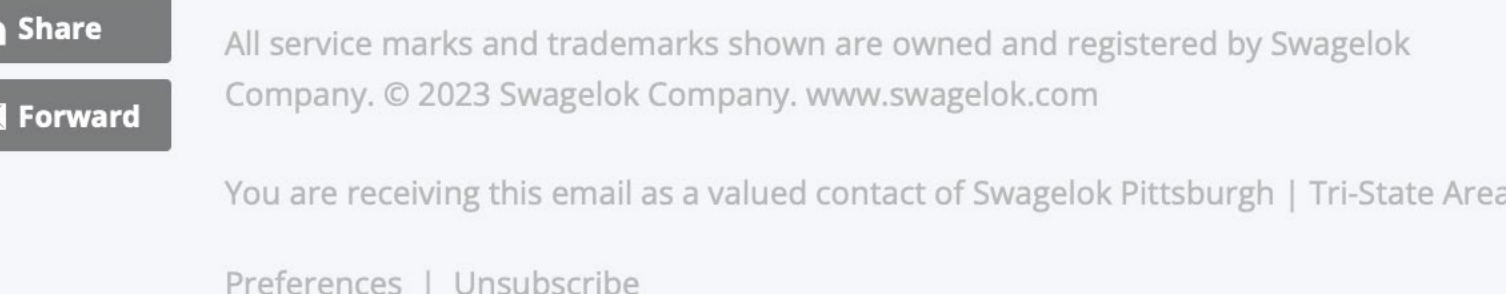 Share
Forward
All service marks and trademarks shown are owned and registered by Swagelok
Company. © 2023 Swagelok Company. www.swagelok.com
You are receiving this email as a valued contact of Swagelok Pittsburgh | Tri-State Area
Preferences | Unsubscribe